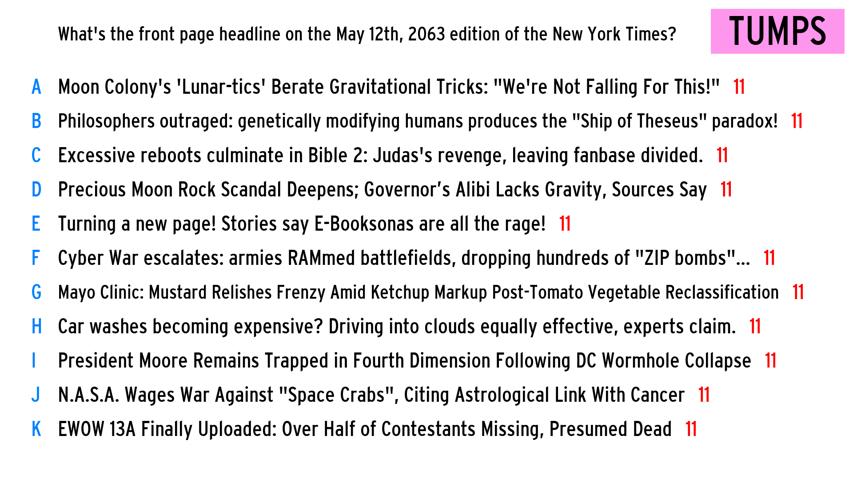 What's the front page headline on the May 12th, 2063 edition of the New York Times? TUMPS
A Moon Colony's 'Lunar-tics' Berate Gravitational Tricks: "We're Not Falling For This!" 11
B Philosophers outraged: genetically modifying humans produces the "Ship of Theseus" paradox! 11
C Excessive reboots culminate in Bible 2: Judas's revenge, leaving fanbase divided. 11
D Precious Moon Rock Scandal Deepens; Governor’s Alibi Lacks Gravity, Sources Say 11
E Turning a new page! Stories say E-Booksonas are all the rage! 11
F Cyber War escalates: armies RAMmed battlefields, dropping hundreds of "ZIP bombs"... 11
G Mayo Clinic: Mustard Relishes Frenzy Amid Ketchup Markup Post-Tomato Vegetable Reclassification 11
H Car washes becoming expensive? Driving into clouds equally effective, experts claim. 11
I President Moore Remains Trapped in Fourth Dimension Following DC Wormhole Collapse 11
J N.A.S.A. Wages War Against "Space Crabs", Citing Astrological Link With Cancer 11
K EWOW 13A Finally Uploaded: Over Half of Contestants Missing, Presumed Dead 11